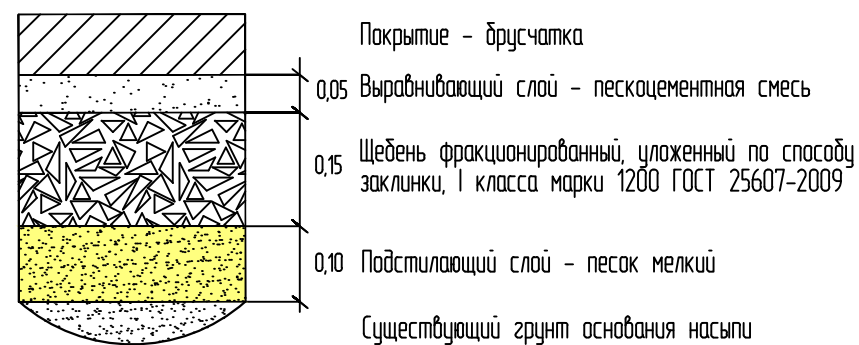 Покрытие - брусчатка
0,05 Выравнивающий слой - пескоцементная смесь
0,15 Щебень фракционированный, уложенный по способу
заклинки, I класса марки 1200 ГОСТ 25607-2009
0,10 Подстилающий слой - песок мелкий
Существующий грунт основания насыпи